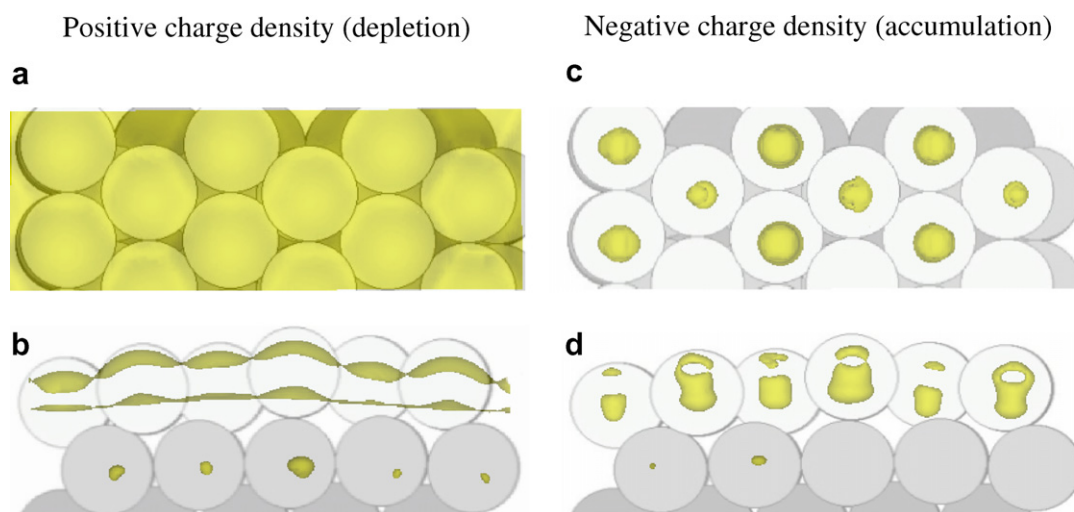 Positive charge density (depletion)
Negative charge density (accumulation)
a
c
b
d